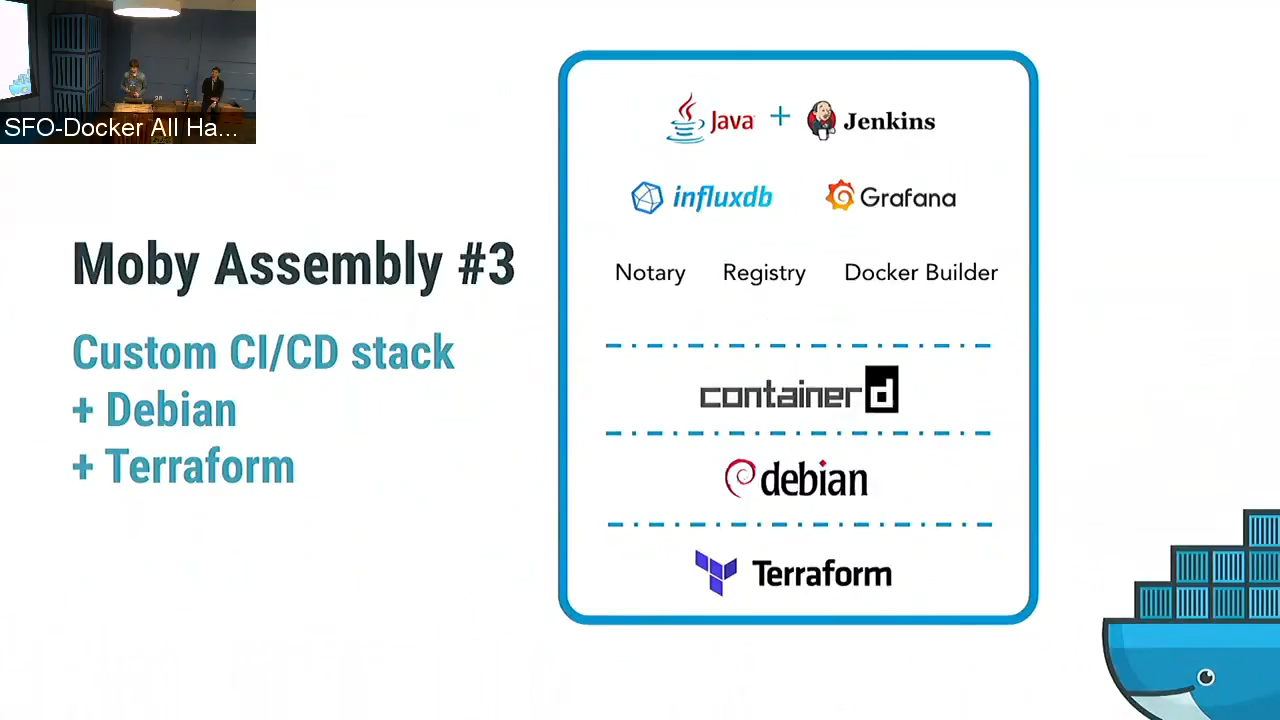 SFO-Docker All Ha...
Moby Assembly #3
Custom CI/CD stack
+ Debian
+ Terraform
Java + Jenkins
influxdb Grafana
Notary Registry Docker Builder
containerd
debian
Terraform